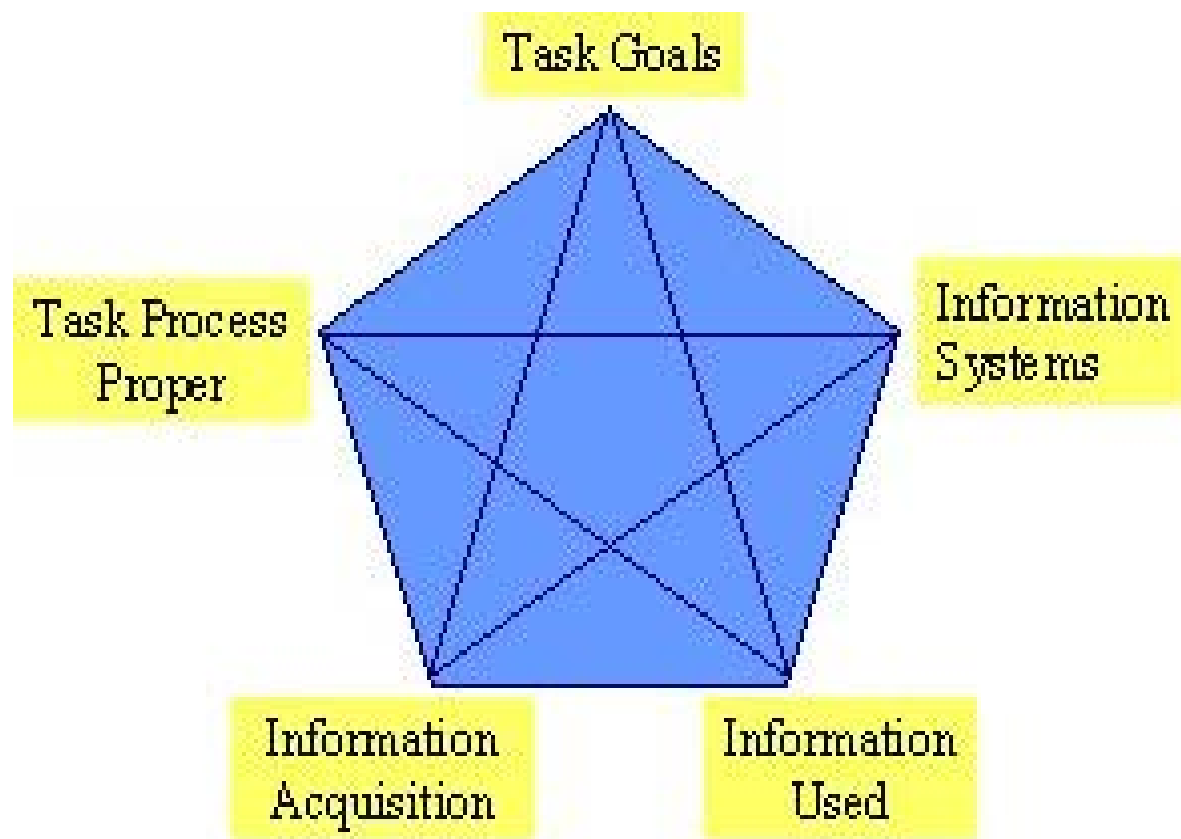 Task Goals
Task Process
Proper
Information
Systems
Information
Acquisition
Information
Used